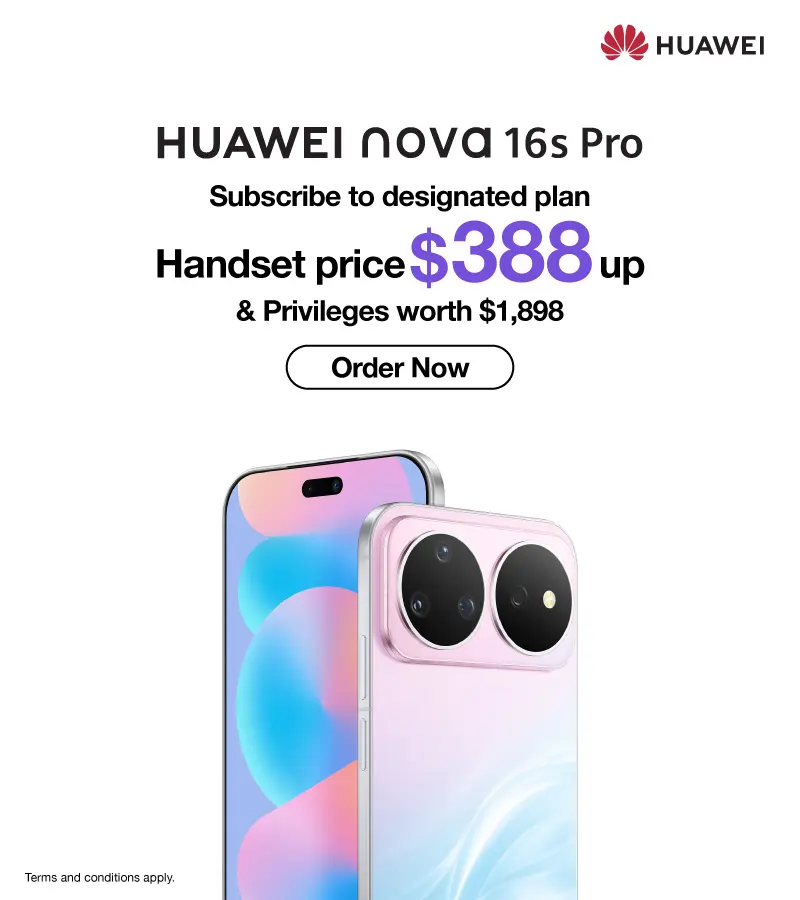 HUAWEI
HUAWEI nova 16s Pro
Subscribe to designated plan
Handset price $388 up
& Privileges worth $1,898
Order Now
Terms and conditions apply.